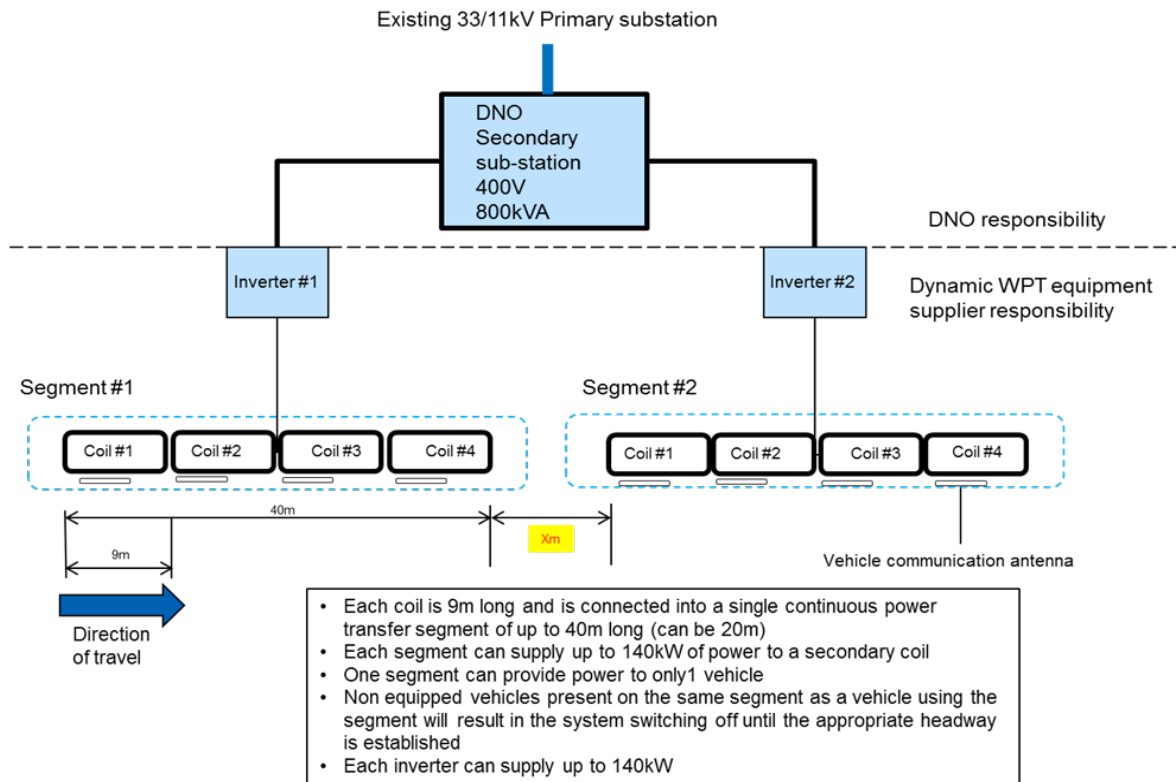 Existing 33/11kV Primary substation
DNO
Secondary
sub-station
400V
800kVA
DNO responsibility
Inverter #1
Inverter #2
Dynamic WPT equipment
supplier responsibility
Segment #1
Segment #2
Coil #1
Coil #2
Coil #3
Coil #4
Coil #1
Coil #2
Coil #3
Coil #4
40m
Xm
9m
Vehicle communication antenna
Direction
of travel
• Each coil is 9m long and is connected into a single continuous power
transfer segment of up to 40m long (can be 20m)
• Each segment can supply up to 140kW of power to a secondary coil
• One segment can provide power to only1 vehicle
• Non equipped vehicles present on the same segment as a vehicle using the
segment will result in the system switching off until the appropriate headway
is established
• Each inverter can supply up to 140kW